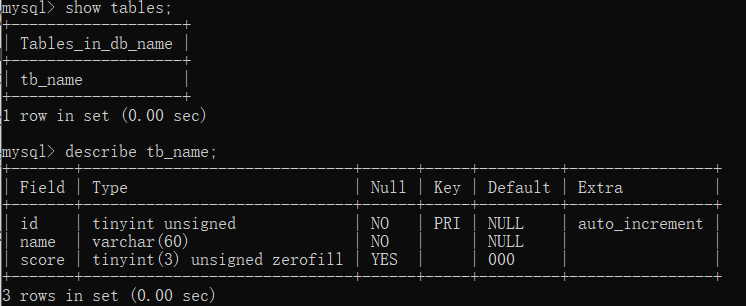 mysql> show tables;
+-------------------+
| Tables_in_db_name |
+-------------------+
| tb_name           |
+-------------------+
1 row in set (0.00 sec)
mysql> describe tb_name;
+-------+------------------------------+------+-----+---------+----------------+
| Field | Type                         | Null | Key | Default | Extra          |
+-------+------------------------------+------+-----+---------+----------------+
| id    | tinyint unsigned             | NO   | PRI | NULL    | auto_increment |
| name  | varchar(60)                  | NO   |     | NULL    |                |
| score | tinyint(3) unsigned zerofill | YES  |     | 000     |                |
+-------+------------------------------+------+-----+---------+----------------+
3 rows in set (0.00 sec)